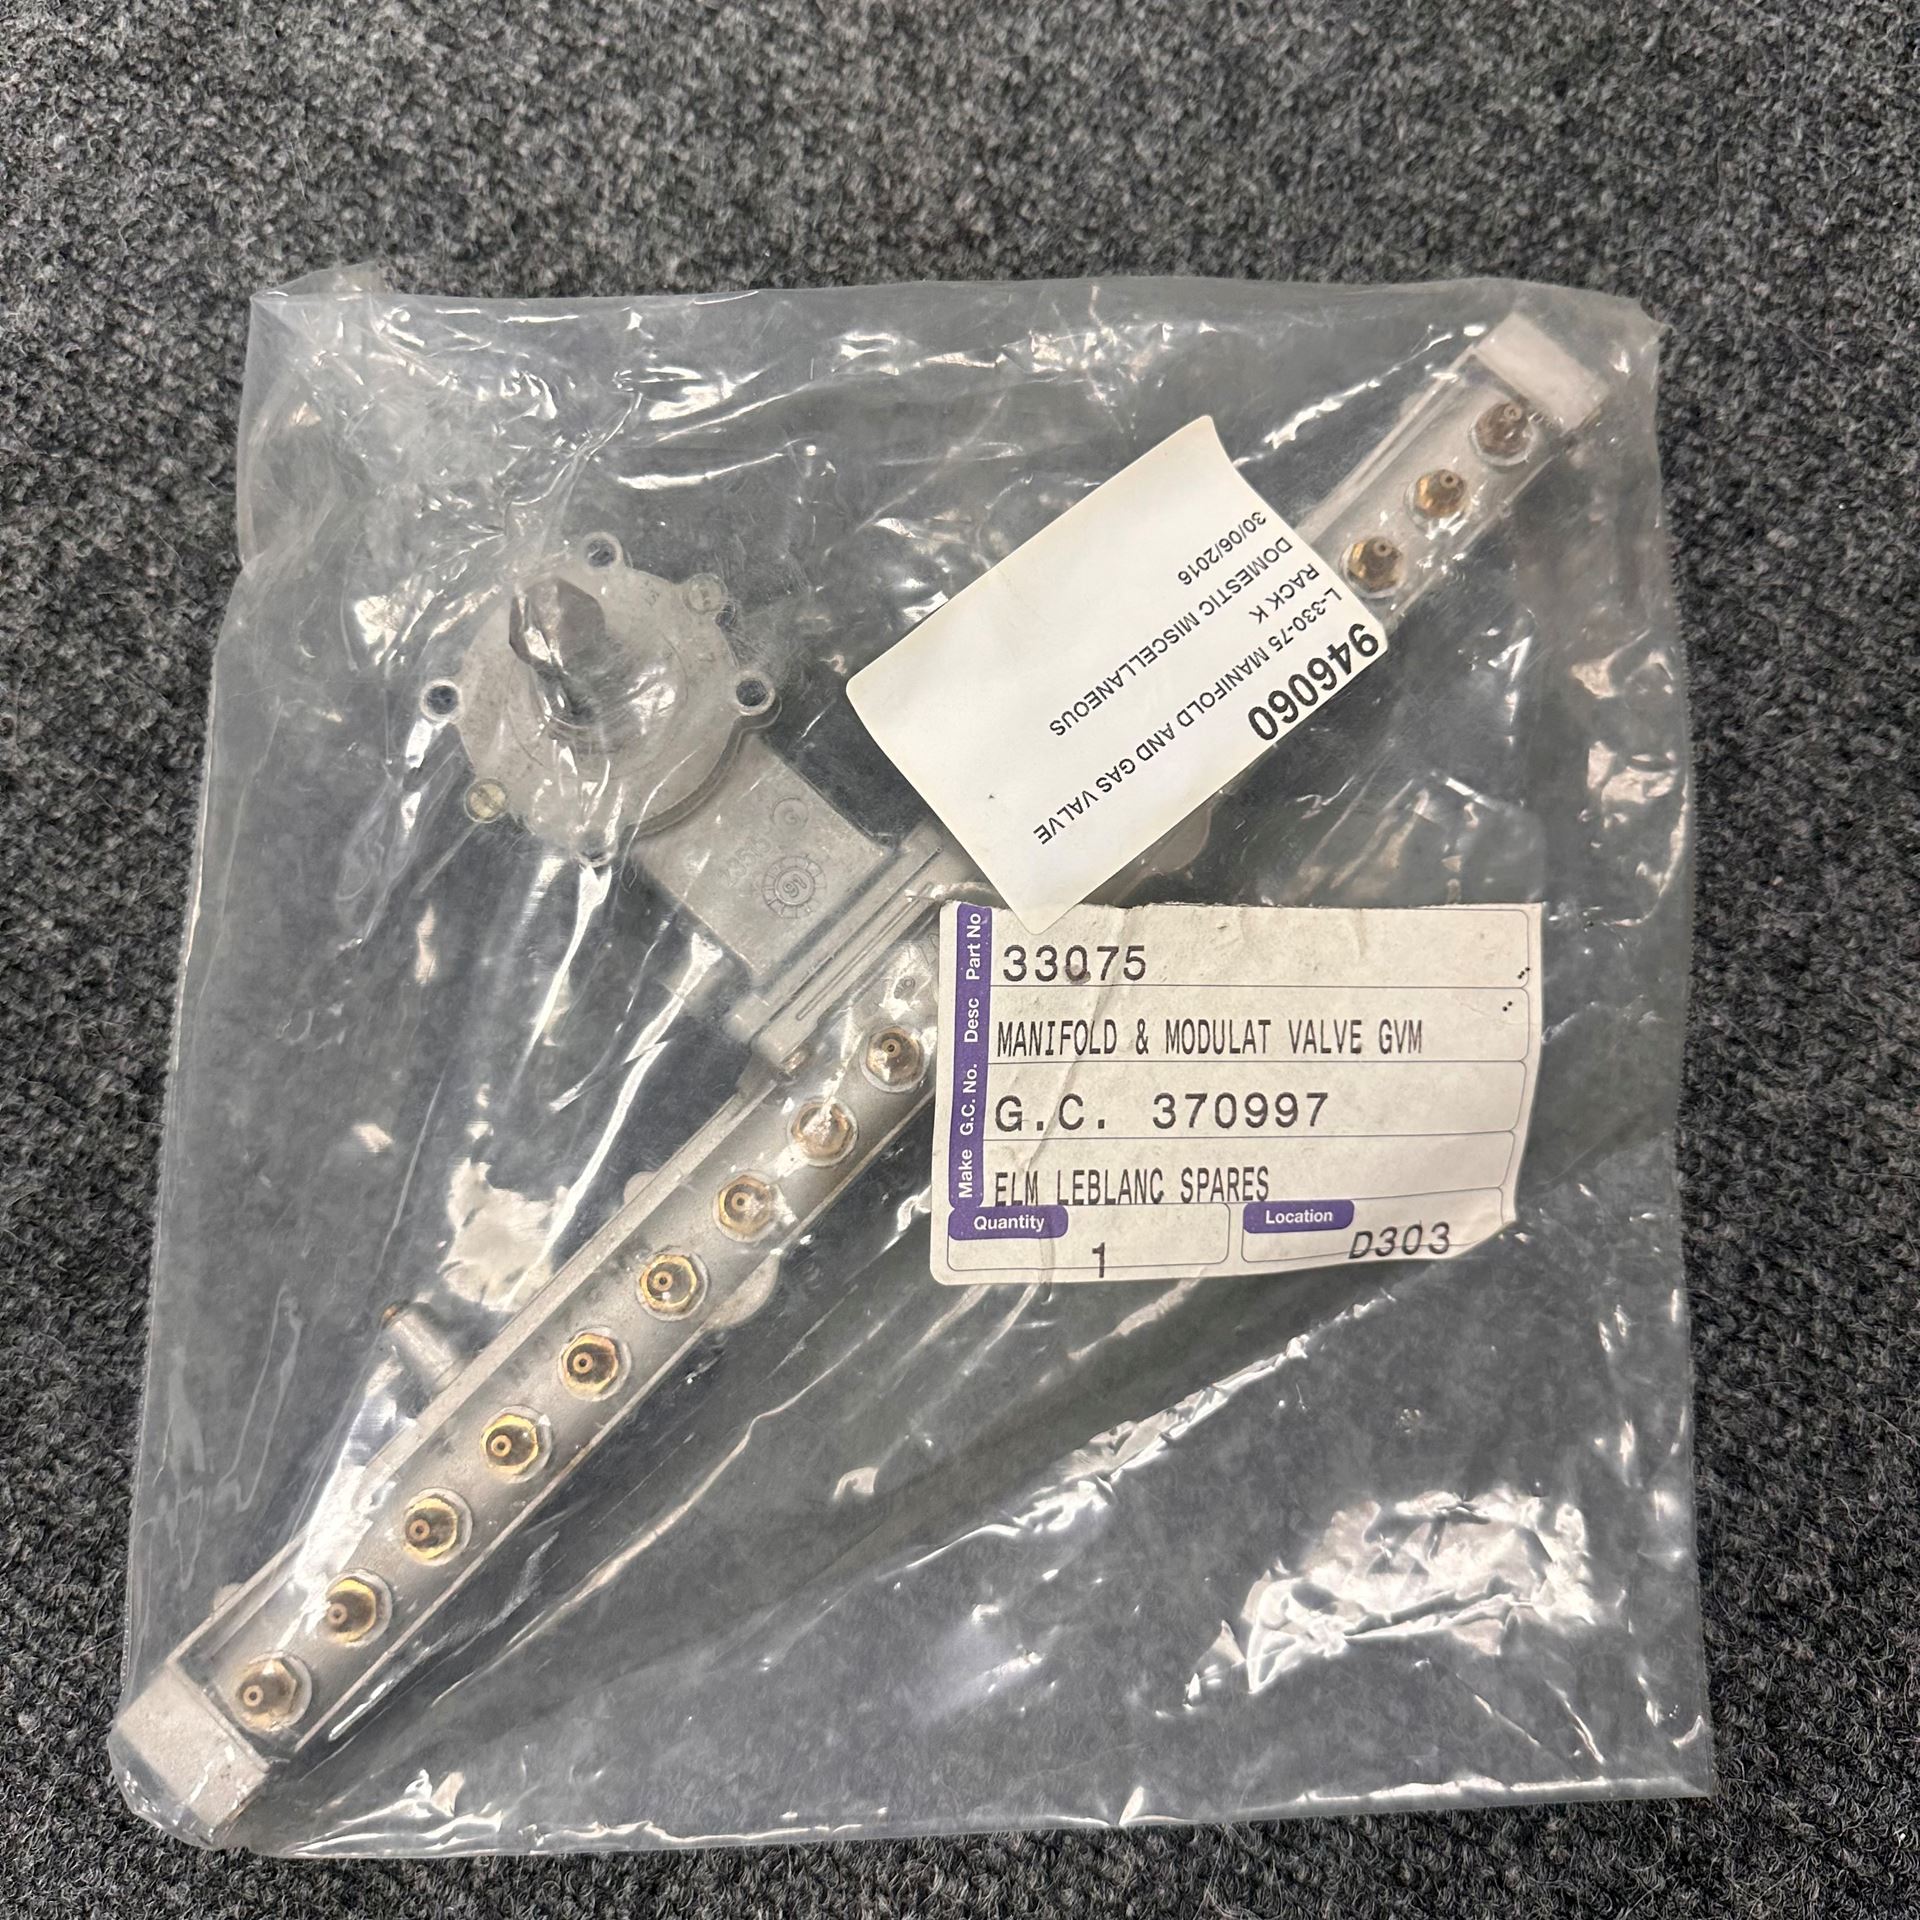 946060
L-330-75 MANIFOLD AND GAS VALVE
RACK K
DOMESTIC MISCELLANEOUS
30/06/2016
Part No 33075
Desc MANIFOLD & MODULAT VALVE GVM
G.C. No. G.C. 370997
Make ELM LEBLANC SPARES
Quantity 1
Location D303